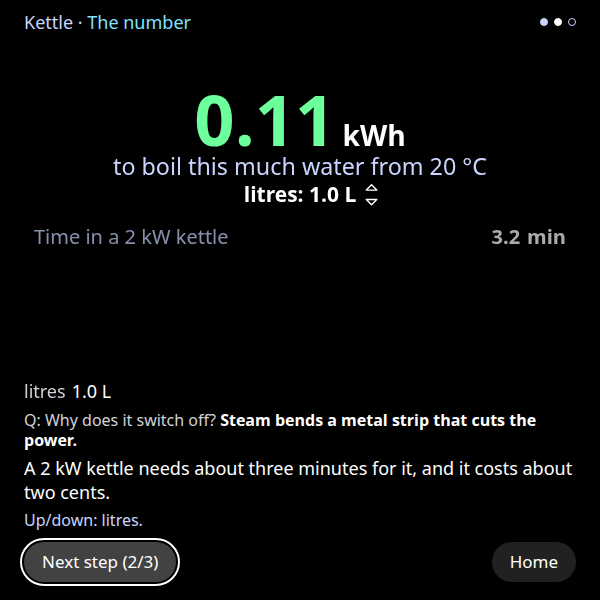 Kettle · The number
0.11 kWh
to boil this much water from 20 °C
litres: 1.0 L
Time in a 2 kW kettle 3.2 min
litres 1.0 L
Q: Why does it switch off? Steam bends a metal strip that cuts the
power.
A 2 kW kettle needs about three minutes for it, and it costs about
two cents.
Up/down: litres.
Next step (2/3) Home